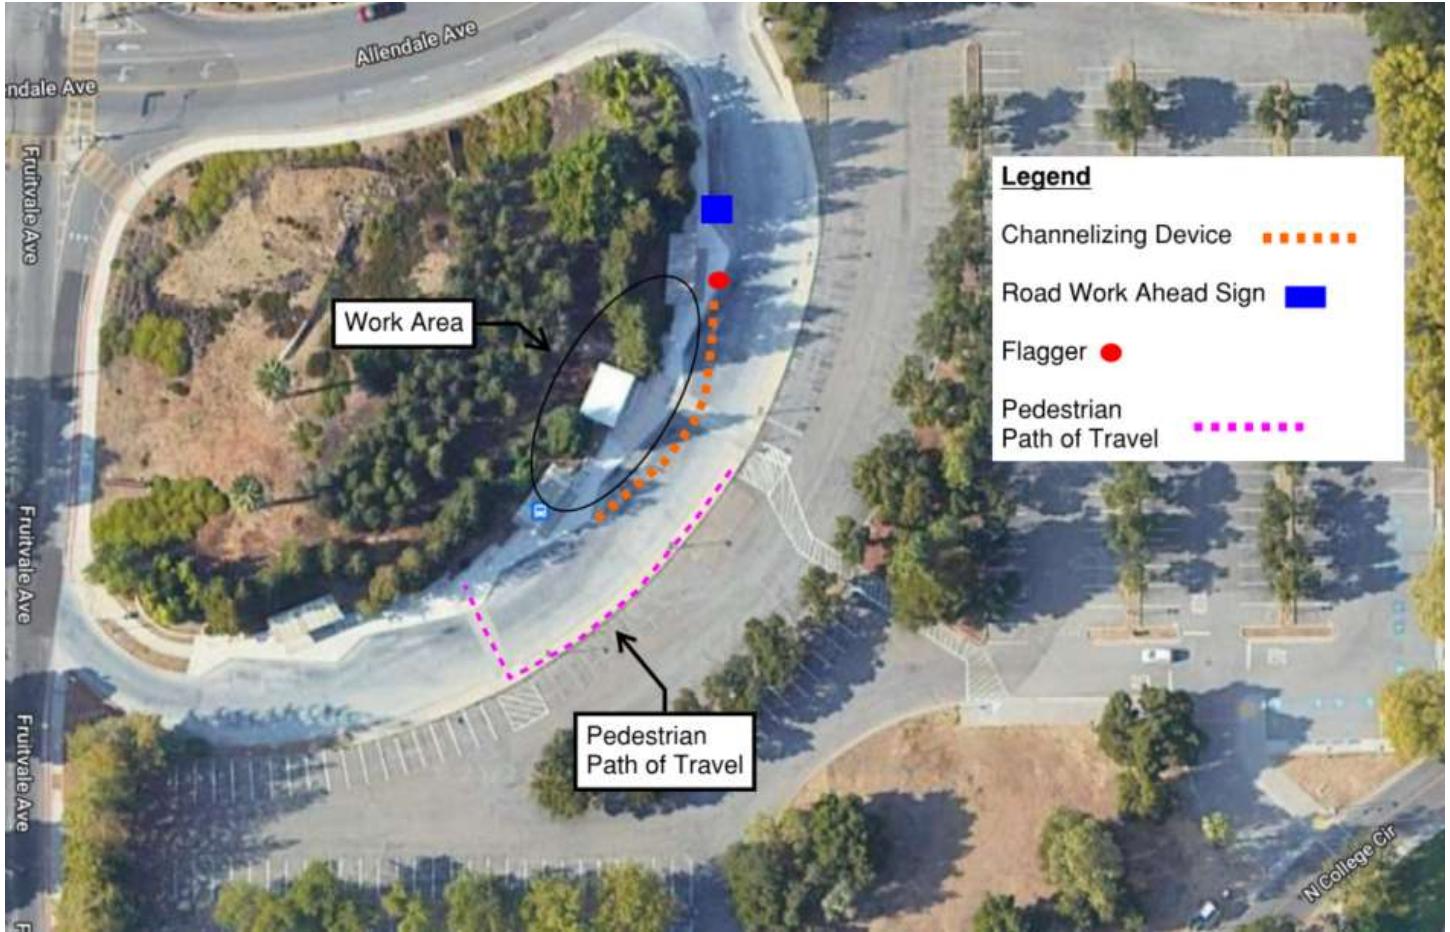 Allendale Ave
endale Ave
Fruitvale Ave
Legend
Channelizing Device
Road Work Ahead Sign
Work Area
Flagger
Pedestrian
Path of Travel
Fruitvale Ave
Pedestrian
Path of Travel
Fruitvale Ave
N College Cir
F